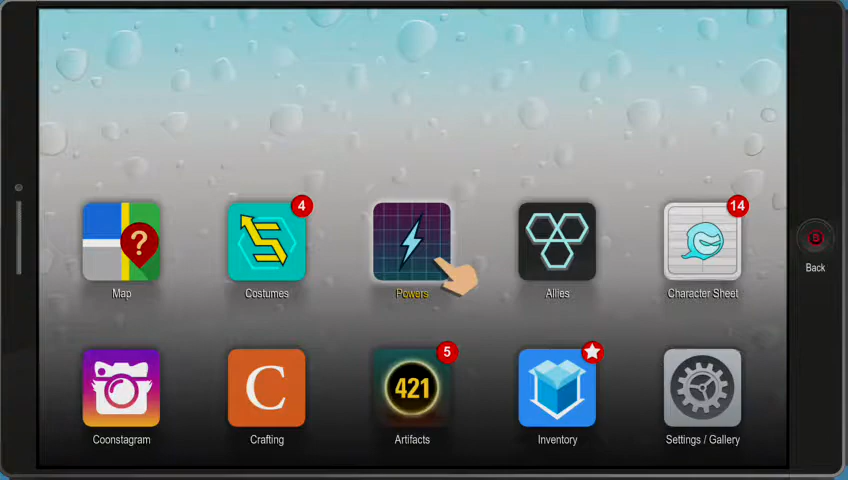 4
14
?
B
Back
Map
Costumes
Powers
Allies
Character Sheet
5
C
421
Coonstagram
Crafting
Artifacts
Inventory
Settings / Gallery